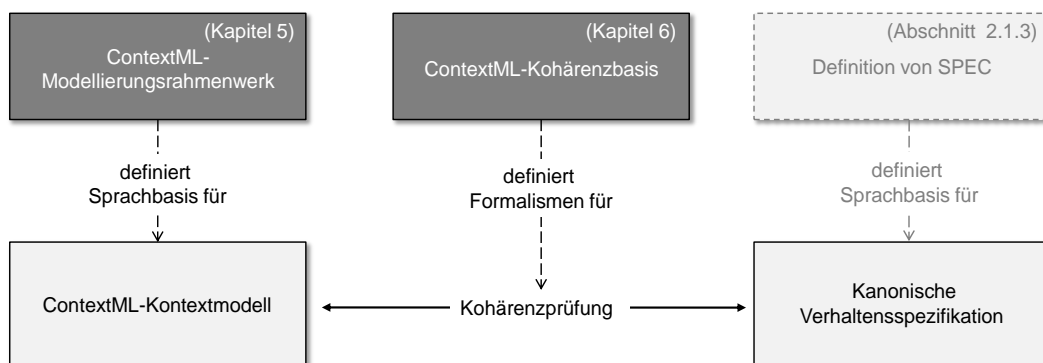 (Kapitel 5)
ContextML-
Modellierungsrahmenwerk
(Kapitel 6)
ContextML-Kohärenzbasis
(Abschnitt 2.1.3)
Definition von SPEC
definiert
Sprachbasis für
definiert
Formalismen für
definiert
Sprachbasis für
ContextML-Kontextmodell
Kohärenzprüfung
Kanonische
Verhaltensspezifikation